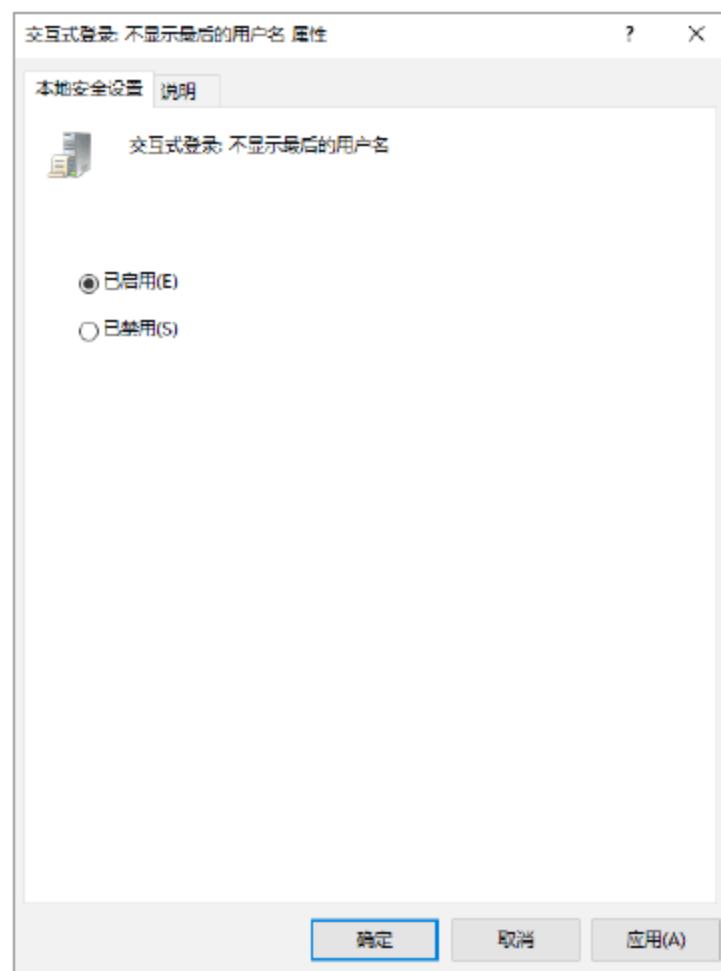 交互式登录: 不显示最后的用户名 属性
本地安全设置 说明
交互式登录: 不显示最后的用户名
已启用(E)
已禁用(S)
确定 取消 应用(A)